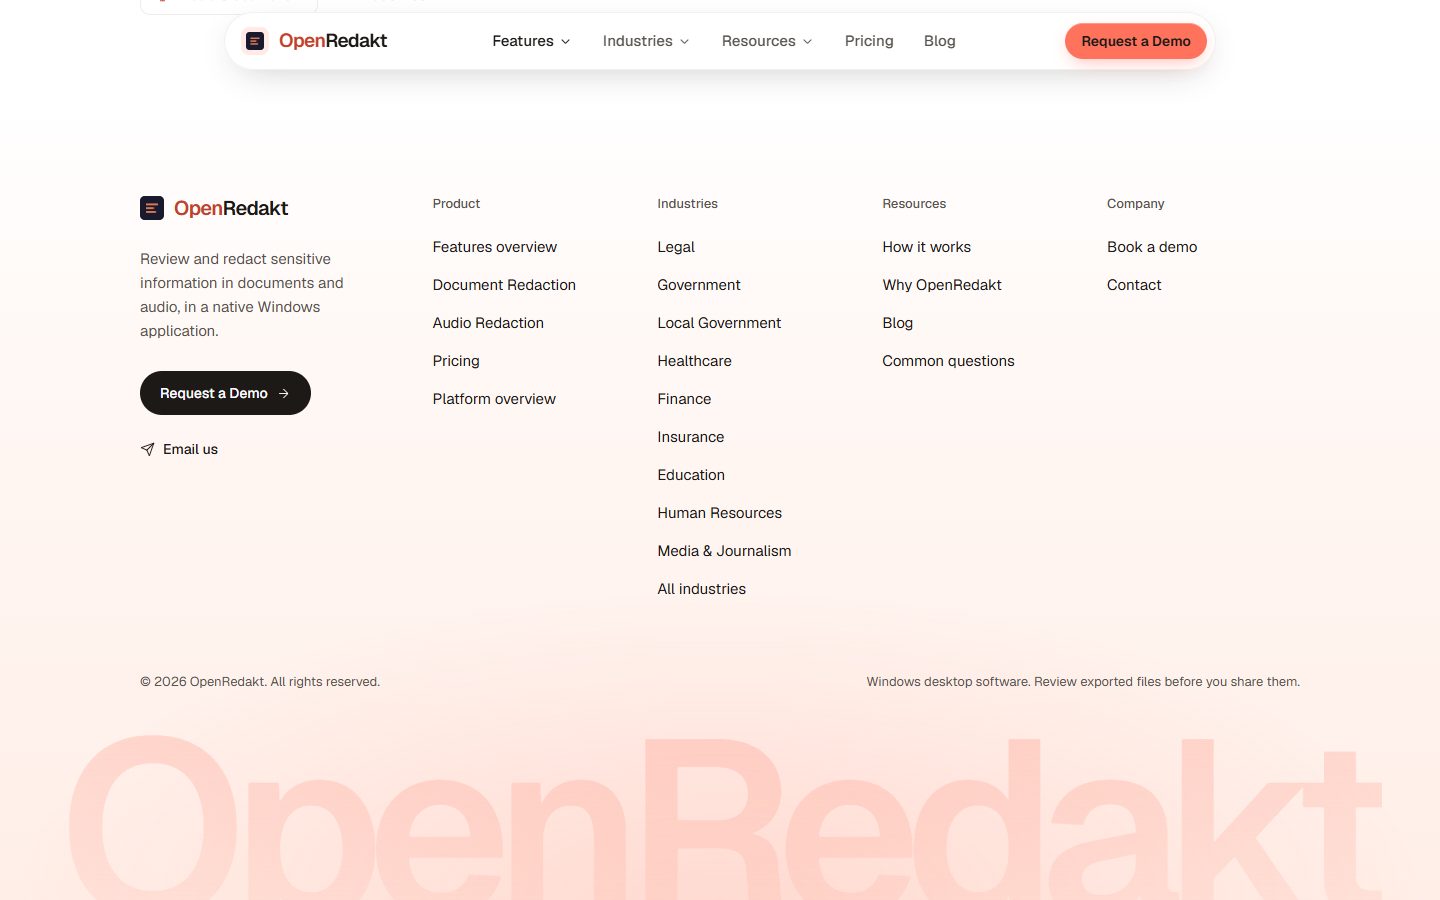 OpenRedakt
Features
Industries
Resources
Pricing
Blog
Request a Demo
OpenRedakt
Review and redact sensitive
information in documents and
audio, in a native Windows
application.
Request a Demo
Email us
Product
Features overview
Document Redaction
Audio Redaction
Pricing
Platform overview
Industries
Legal
Government
Local Government
Healthcare
Finance
Insurance
Education
Human Resources
Media & Journalism
All industries
Resources
How it works
Why OpenRedakt
Blog
Common questions
Company
Book a demo
Contact
© 2026 OpenRedakt. All rights reserved.
Windows desktop software. Review exported files before you share them.
OpenRedakt